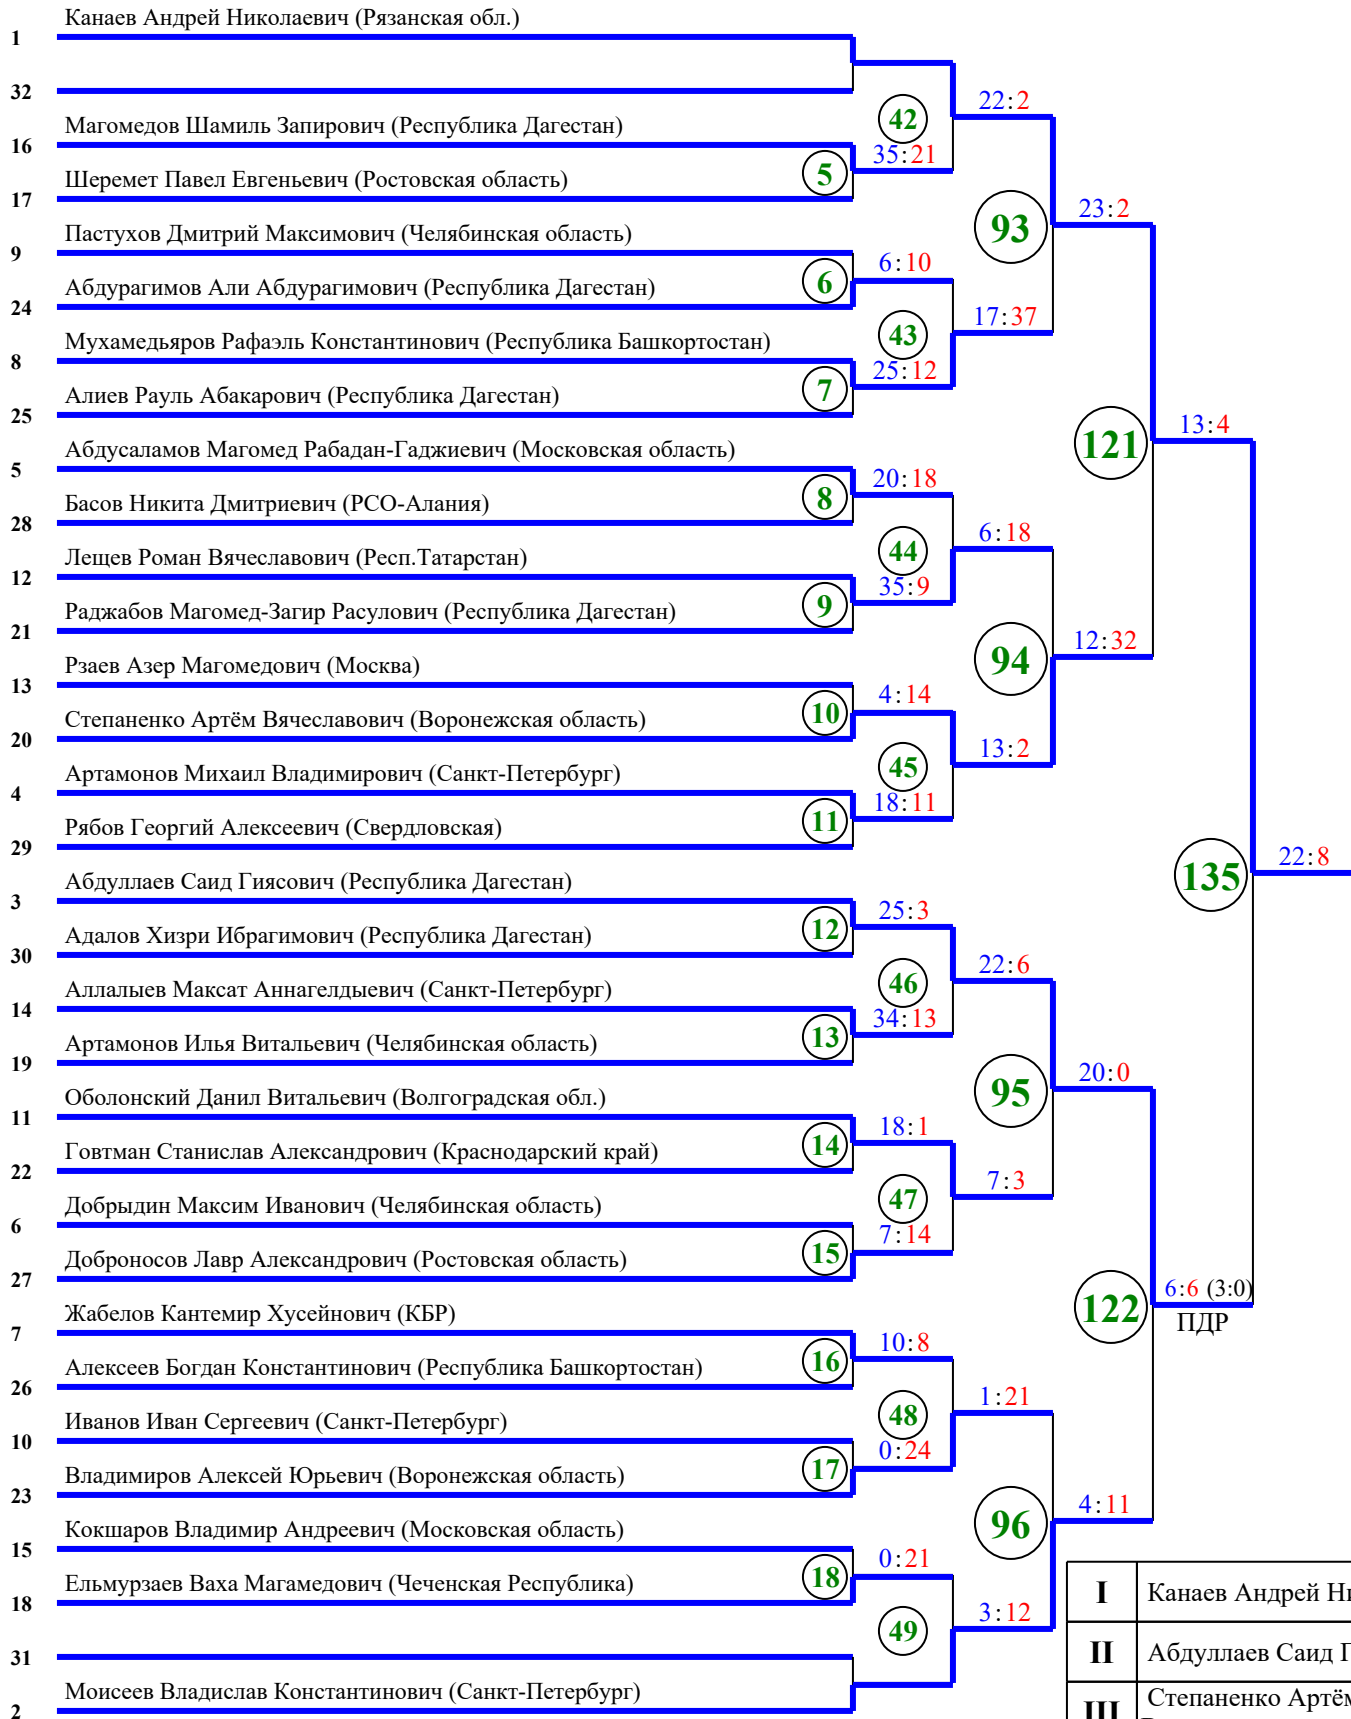 Канаев Андрей Николаевич (Рязанская обл.)
1
32
22:2
Магомедов Шамиль Запирович (Республика Дагестан)
42
16
35:21
Шеремет Павел Евгеньевич (Ростовская область)
5
17
23:2
Пастухов Дмитрий Максимович (Челябинская область)
93
9
6:10
Абдурагимов Али Абдурагимович (Республика Дагестан)
6
24
17:37
Мухамедьяров Рафаэль Константинович (Республика Башкортостан)
43
8
25:12
Алиев Рауль Абакарович (Республика Дагестан)
7
25
13:4
Абдусаламов Магомед Рабадан-Гаджиевич (Московская область)
121
5
20:18
Басов Никита Дмитриевич (РСО-Алания)
8
28
6:18
Лещев Роман Вячеславович (Респ.Татарстан)
44
12
35:9
Раджабов Магомед-Загир Расулович (Республика Дагестан)
9
21
12:32
Рзаев Азер Магомедович (Москва)
94
13
4:14
Степаненко Артём Вячеславович (Воронежская область)
10
20
13:2
Артамонов Михаил Владимирович (Санкт-Петербург)
45
4
18:11
Рябов Георгий Алексеевич (Свердловская)
11
29
22:8
Абдуллаев Саид Гиясович (Республика Дагестан)
135
3
25:3
Адалов Хизри Ибрагимович (Республика Дагестан)
12
30
22:6
Аллалыев Максат Аннагелдыевич (Санкт-Петербург)
46
14
34:13
Артамонов Илья Витальевич (Челябинская область)
13
19
20:0
Оболонский Данил Витальевич (Волгоградская обл.)
95
11
18:1
Говтман Станислав Александрович (Краснодарский край)
14
22
7:3
Добрыдин Максим Иванович (Челябинская область)
47
6
7:14
Доброносов Лавр Александрович (Ростовская область)
15
27
6:6 (3:0)
ПДР
Жабелов Кантемир Хусейнович (КБР)
122
7
10:8
Алексеев Богдан Константинович (Республика Башкортостан)
16
26
1:21
Иванов Иван Сергеевич (Санкт-Петербург)
48
10
0:24
Владимиров Алексей Юрьевич (Воронежская область)
17
23
4:11
Кокшаров Владимир Андреевич (Московская область)
96
15
0:21
Ельмурзаев Ваха Магамедович (Чеченская Республика)
18
18
3:12
49
31
Моисеев Владислав Константинович (Санкт-Петербург)
2
I Канаев Андрей
II Абдуллаев Саид
III Степаненко Артём